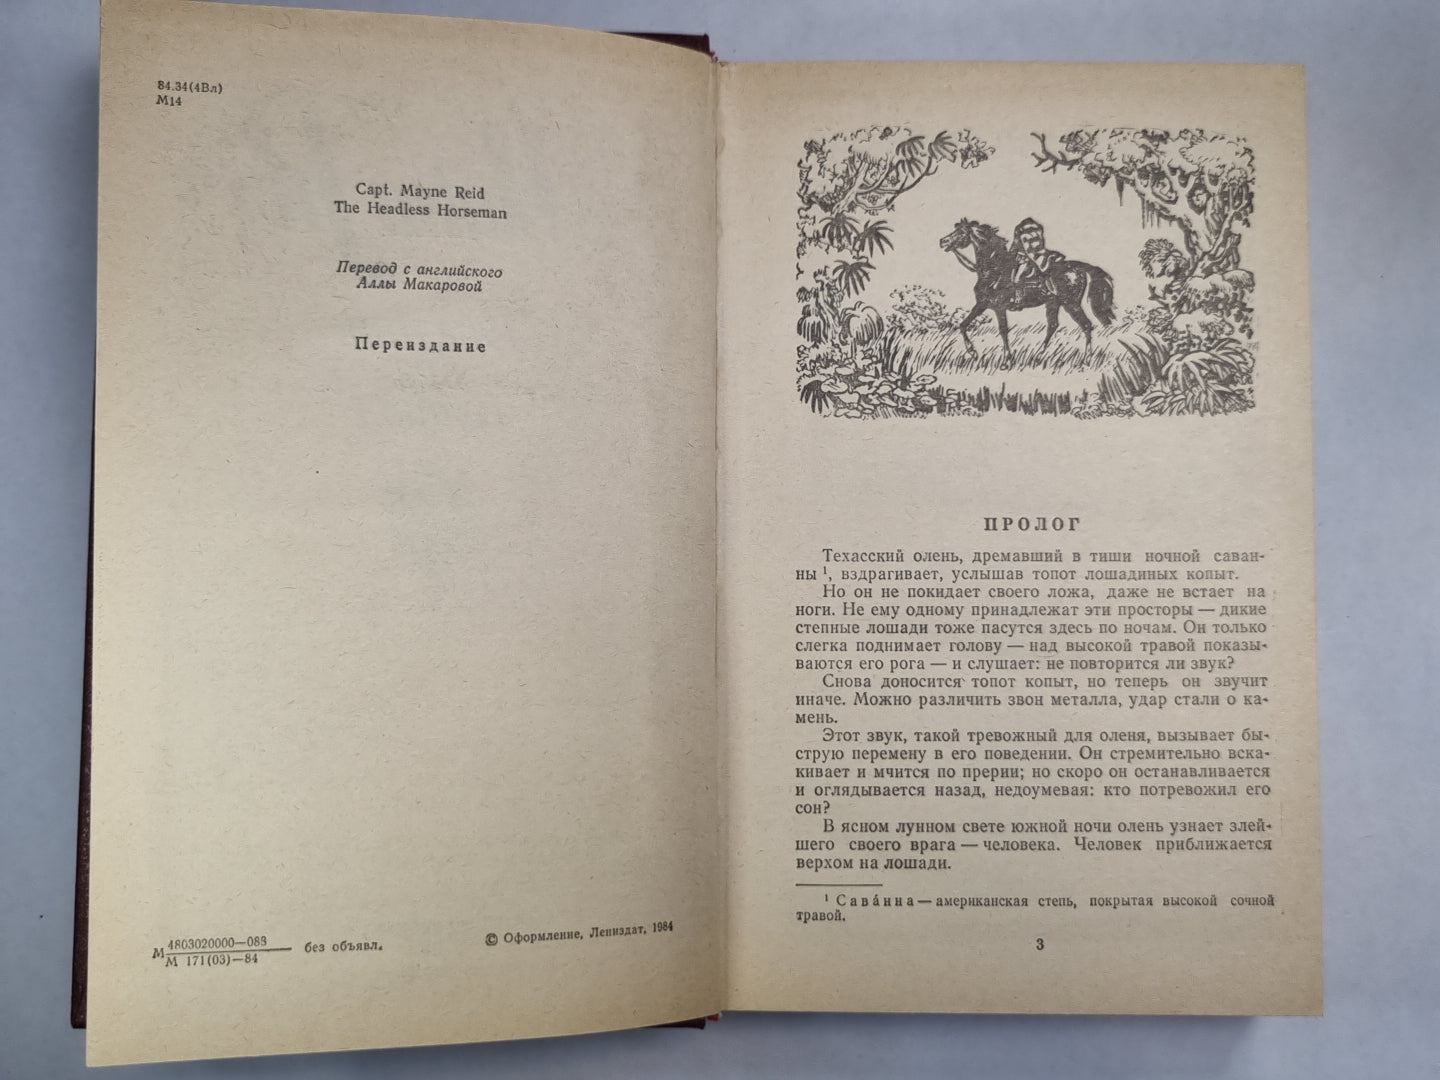 84.34(4Вл)
М14
Capt. Mayne Reid
The Headless Horseman
Перевод с английского
Аллы Макаровой
Переиздание
М 4803020000—083
М 171(03)—84
без объявл.
© Оформление, Лениздат, 1984
ПРОЛОГ
Техасский олень, дремавший в тиши ночной саван-
ны ¹, вздрагивает, услышав топот лошадиных копыт.
Но он не покидает своего ложа, даже не встает на
ноги. Не ему одному принадлежат эти просторы — дикие
степные лошади тоже пасутся здесь по ночам. Он только
слегка поднимает голову — над высокой травой показы-
ваются его рога — и слушает: не повторится ли звук?
Снова доносится топот копыт, но теперь он звучит
иначе. Можно различить звон металла, удар стали о ка-
мень.
Этот звук, такой тревожный для оленя, вызывает бы-
струю перемену в его поведении. Он стремительно вска-
кивает и мчится по прерии; но скоро он останавливается
и оглядывается назад, недоумевая: кто потревожил его
сон?
В ясном лунном свете южной ночи олень узнает злей-
шего своего врага — человека. Человек приближается
верхом на лошади.
¹ Сава́нна — американская степь, покрытая высокой сочной
травой.
3